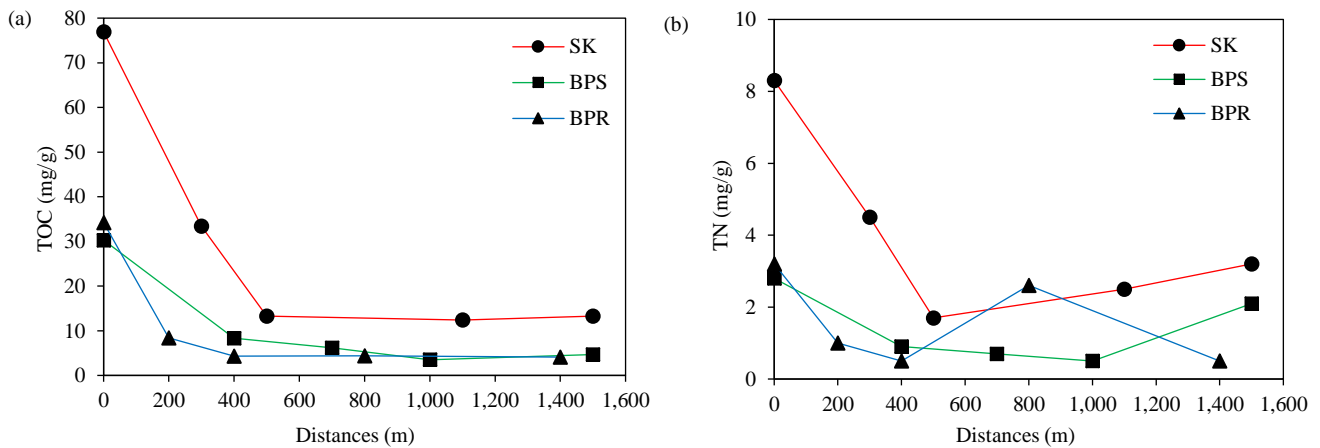 (a)
80
70
60
50
40
30
20
10
0
TOC (mg/g)
0 200 400 600 800 1,000 1,200 1,400 1,600
Distances (m)
SK
BPS
BPR
(b)
10
8
6
4
2
0
TN (mg/g)
0 200 400 600 800 1,000 1,200 1,400 1,600
Distances (m)
SK
BPS
BPR